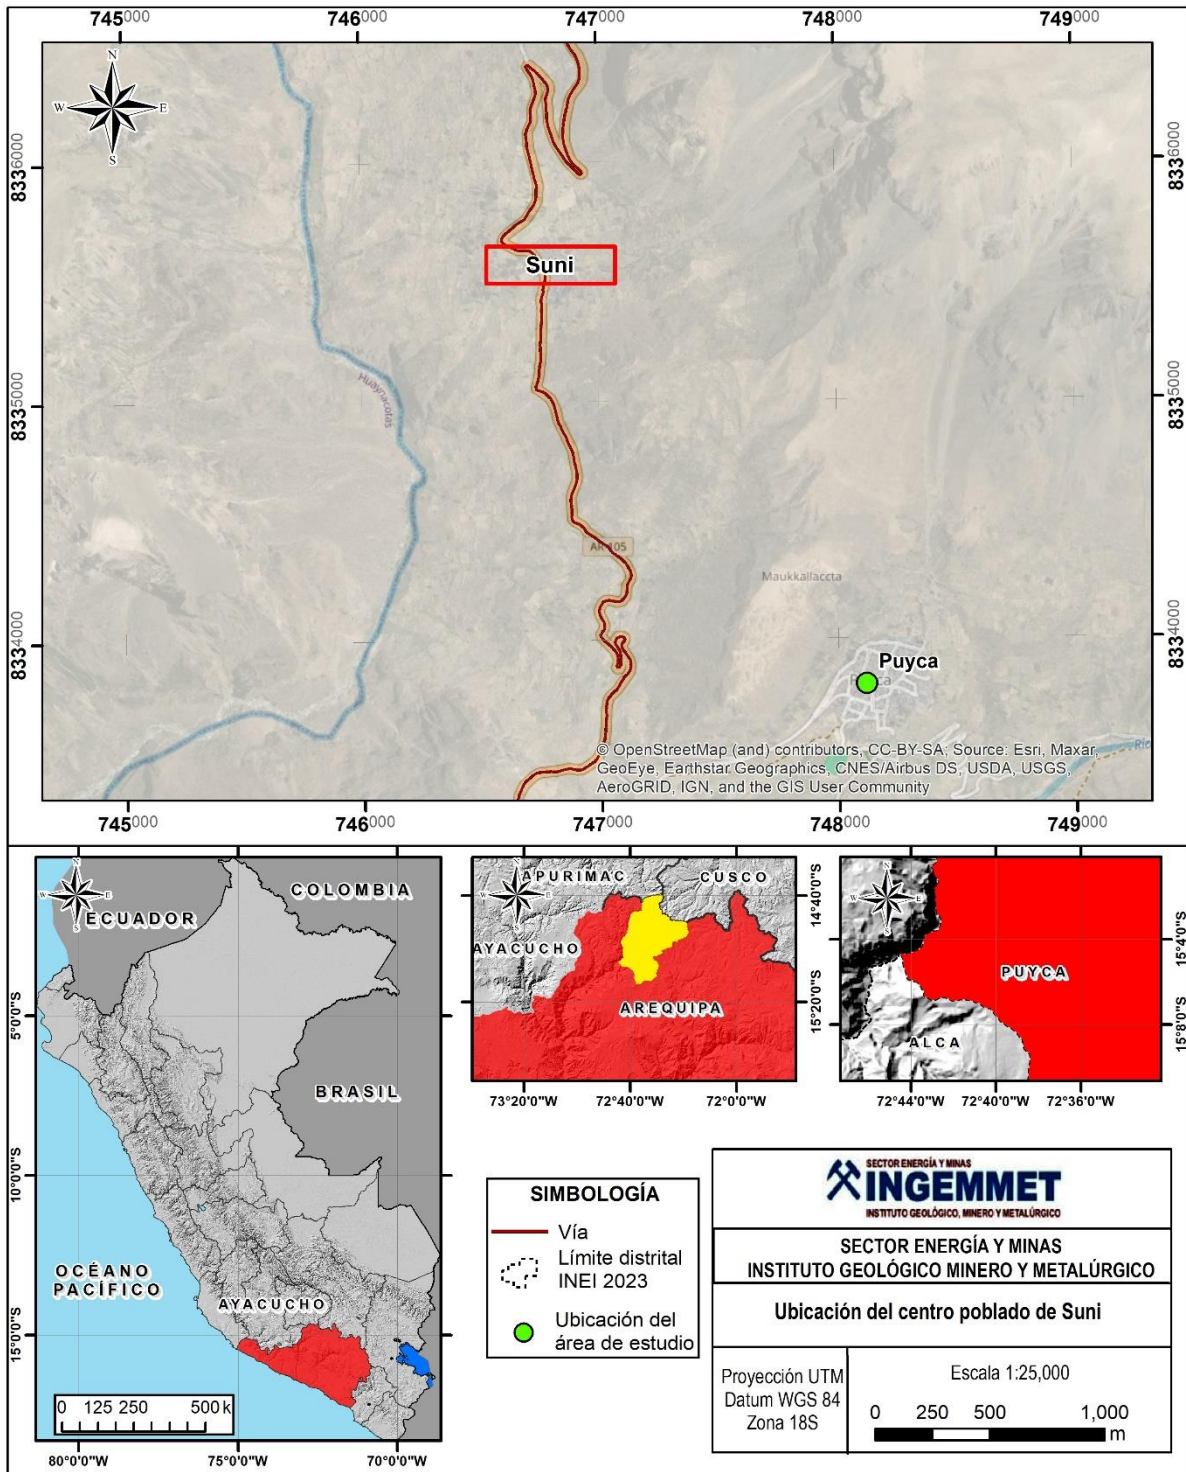 745000 746000 747000 748000 749000
N
W E
S
8336000 8336000
Suni
8335000 8335000
Huaynacotas
AR-105
Maukkallaccta
8334000 8334000
Puyca
© OpenStreetMap (and) contributors, CC-BY-SA, Source: Esri, Maxar,
GeoEye, Earthstar Geographics, CNES/Airbus DS, USDA, USGS,
AeroGRID, IGN, and the GIS User Community
745000 746000 747000 748000 749000
N
W E
S
COLOMBIA
ECUADOR
BRASIL
OCÉANO
PACÍFICO
AYACUCHO
5°0'0"S
10°0'0"S
15°0'0"S
0 125 250 500 k
80°0'0"W 75°0'0"W 70°0'0"W
APURIMAC
CUSCO
N
W E
S
AYACUCHO
AREQUIPA
14°40'0"S
15°20'0"S
73°20'0"W 72°40'0"W 72°0'0"W
N
W E
S
PUYCA
ALCA
15°4'0"S
15°8'0"S
72°44'0"W 72°40'0"W 72°36'0"W
SIMBOLOGÍA
Vía
Límite distrital
INEI 2023
Ubicación del
área de estudio
SECTOR ENERGÍA Y MINAS
INGEMMET
INSTITUTO GEOLÓGICO, MINERO Y METALÚRGICO
SECTOR ENERGÍA Y MINAS
INSTITUTO GEOLÓGICO MINERO Y METALÚRGICO
Ubicación del centro poblado de Suni
Proyección UTM
Datum WGS 84
Zona 18S
Escala 1:25,000
0 250 500 1,000
m